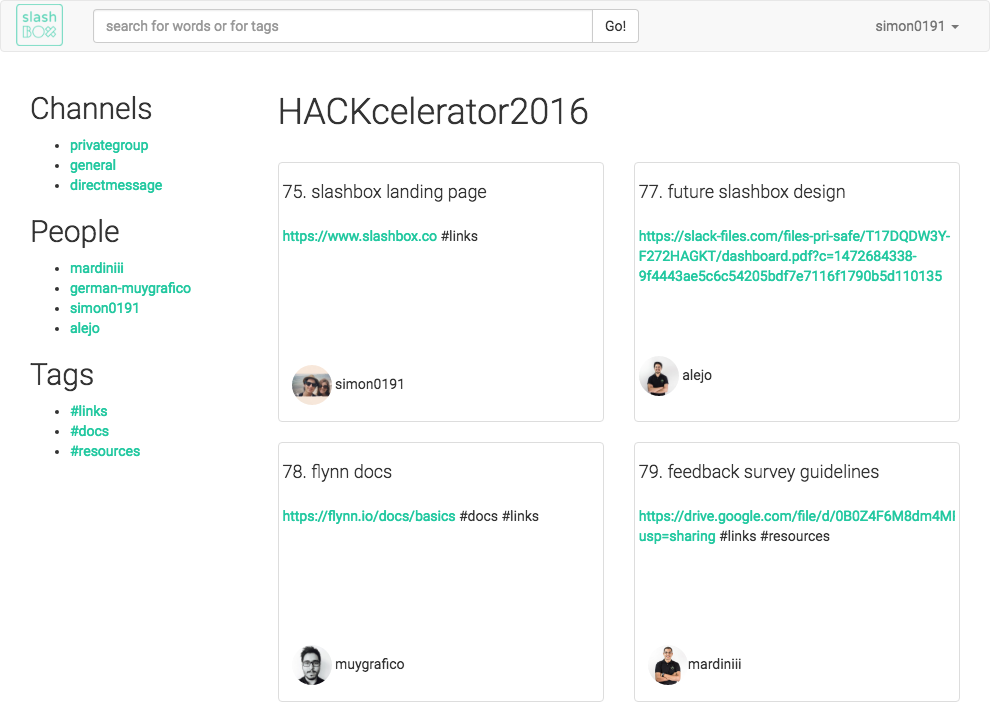 slash
BOX
search for words or for tags
Go!
simon0191
Channels
privategroup
general
directmessage
People
mardiniii
german-muygrafico
simon0191
alejo
Tags
#links
#docs
#resources
HACKcelerator2016
75. slashbox landing page
https://www.slashbox.co #links
simon0191
77. future slashbox design
https://slack-files.com/files-pri-safe/T17DQDW3Y-
F272HAGKT/dashboard.pdf?c=1472684338-
9f4443ae5c6c54205bdf7e7116f1790b5d110135
alejo
78. flynn docs
https://flynn.io/docs/basics #docs #links
muygrafico
79. feedback survey guidelines
https://drive.google.com/file/d/0B0Z4F6M8dm4MI
usp=sharing #links #resources
mardiniii